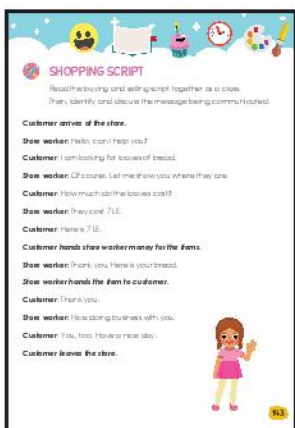 SHOPPING SCRIPT
Read the buying and selling script together as a class.
Then, identify and discuss the message being communicated.
Customer arrives at the store.
Store worker: Hello, can I help you?
Customer: I am looking for loaves of bread.
Store worker: Of course. Let me show you where they are.
Customer: How much do the loaves cost?
Store worker: They cost 7 LE.
Customer: Here is 7 LE.
Customer hands store worker money for the items.
Store worker: Thank you. Here is your bread.
Store worker hands the item to customer.
Customer: Thank you.
Store worker: Nice doing business with you.
Customer: You, too. Have a nice day.
Customer leaves the store.
143